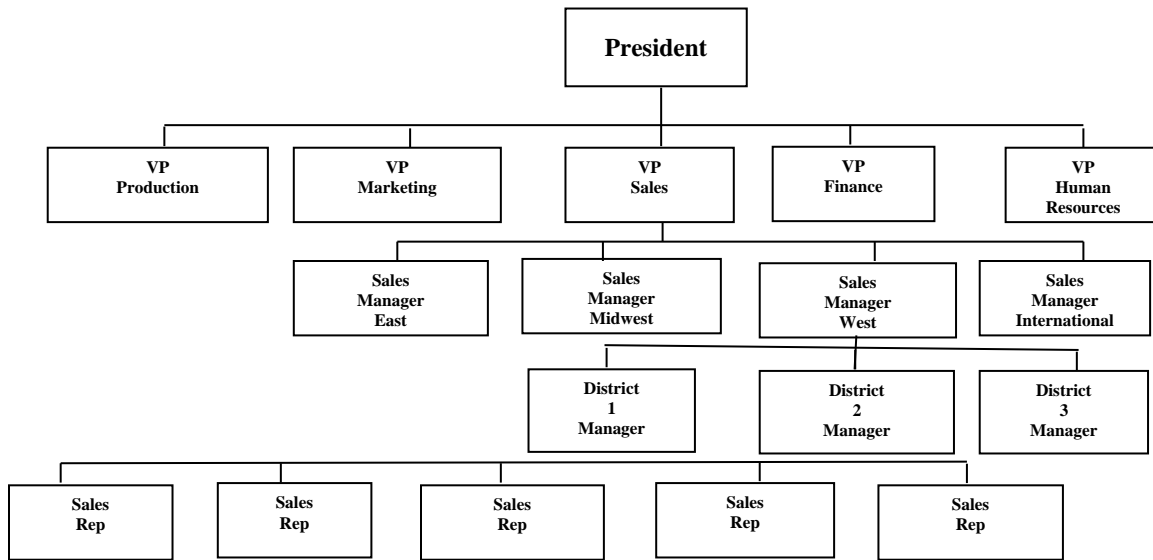 President
VP
Production
VP
Marketing
VP
Sales
VP
Finance
VP
Human
Resources
Sales
Manager
East
Sales
Manager
Midwest
Sales
Manager
West
Sales
Manager
International
District
1
Manager
District
2
Manager
District
3
Manager
Sales
Rep
Sales
Rep
Sales
Rep
Sales
Rep
Sales
Rep